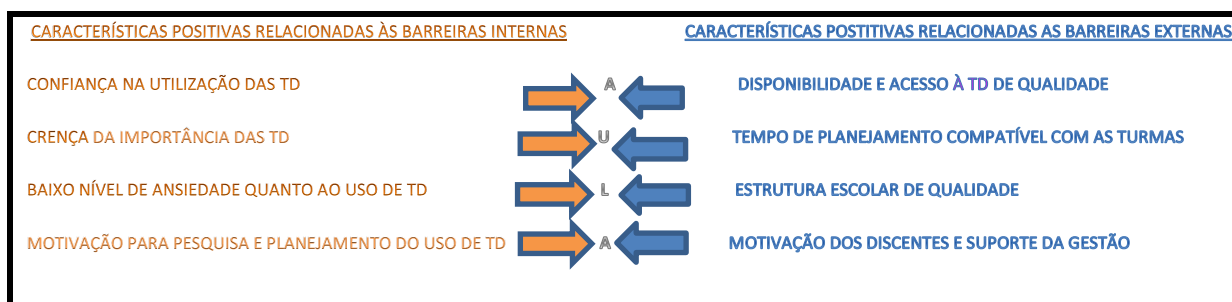 CARACTERÍSTICAS POSITIVAS RELACIONADAS ÀS BARREIRAS INTERNAS
CARACTERÍSTICAS POSTITIVAS RELACIONADAS AS BARREIRAS EXTERNAS
CONFIANÇA NA UTILIZAÇÃO DAS TD
A
DISPONIBILIDADE E ACESSO À TD DE QUALIDADE
CRENÇA DA IMPORTÂNCIA DAS TD
U
TEMPO DE PLANEJAMENTO COMPATÍVEL COM AS TURMAS
BAIXO NÍVEL DE ANSIEDADE QUANTO AO USO DE TD
L
ESTRUTURA ESCOLAR DE QUALIDADE
MOTIVAÇÃO PARA PESQUISA E PLANEJAMENTO DO USO DE TD
A
MOTIVAÇÃO DOS DISCENTES E SUPORTE DA GESTÃO